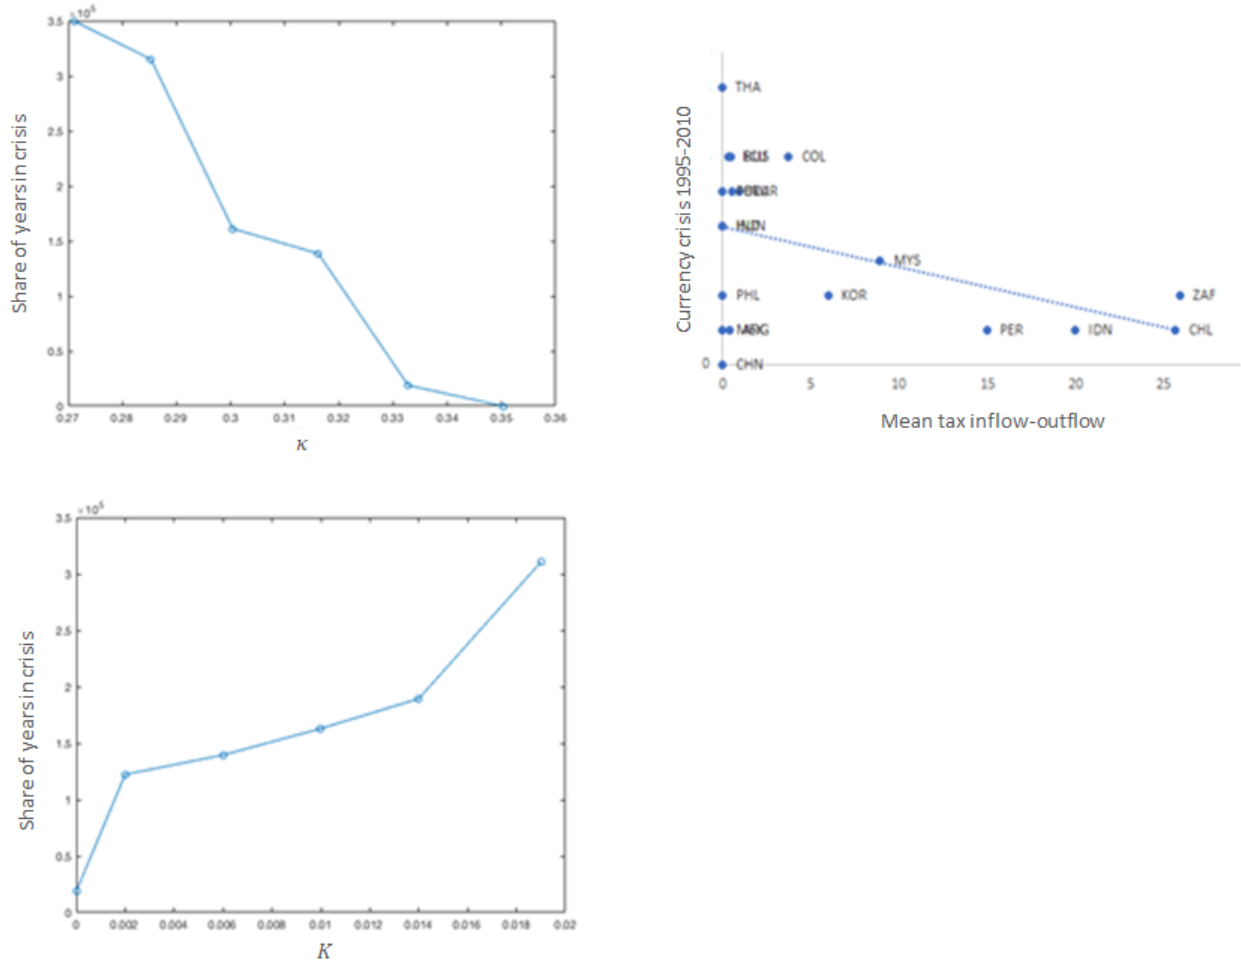 ×10⁵
3.5
3
2.5
2
1.5
1
0.5
0
Share of years in crisis
0.27 0.28 0.29 0.3 0.31 0.32 0.33 0.34 0.35 0.36
κ
Currency crisis 1995-2010
THA
COL
MYS
PHL KOR ZAF
PER IDN CHL
0 CHN
0 5 10 15 20 25
Mean tax inflow-outflow
×10⁵
3.5
3
2.5
2
1.5
1
0.5
0
Share of years in crisis
0 0.002 0.004 0.006 0.008 0.01 0.012 0.014 0.016 0.018 0.02
K